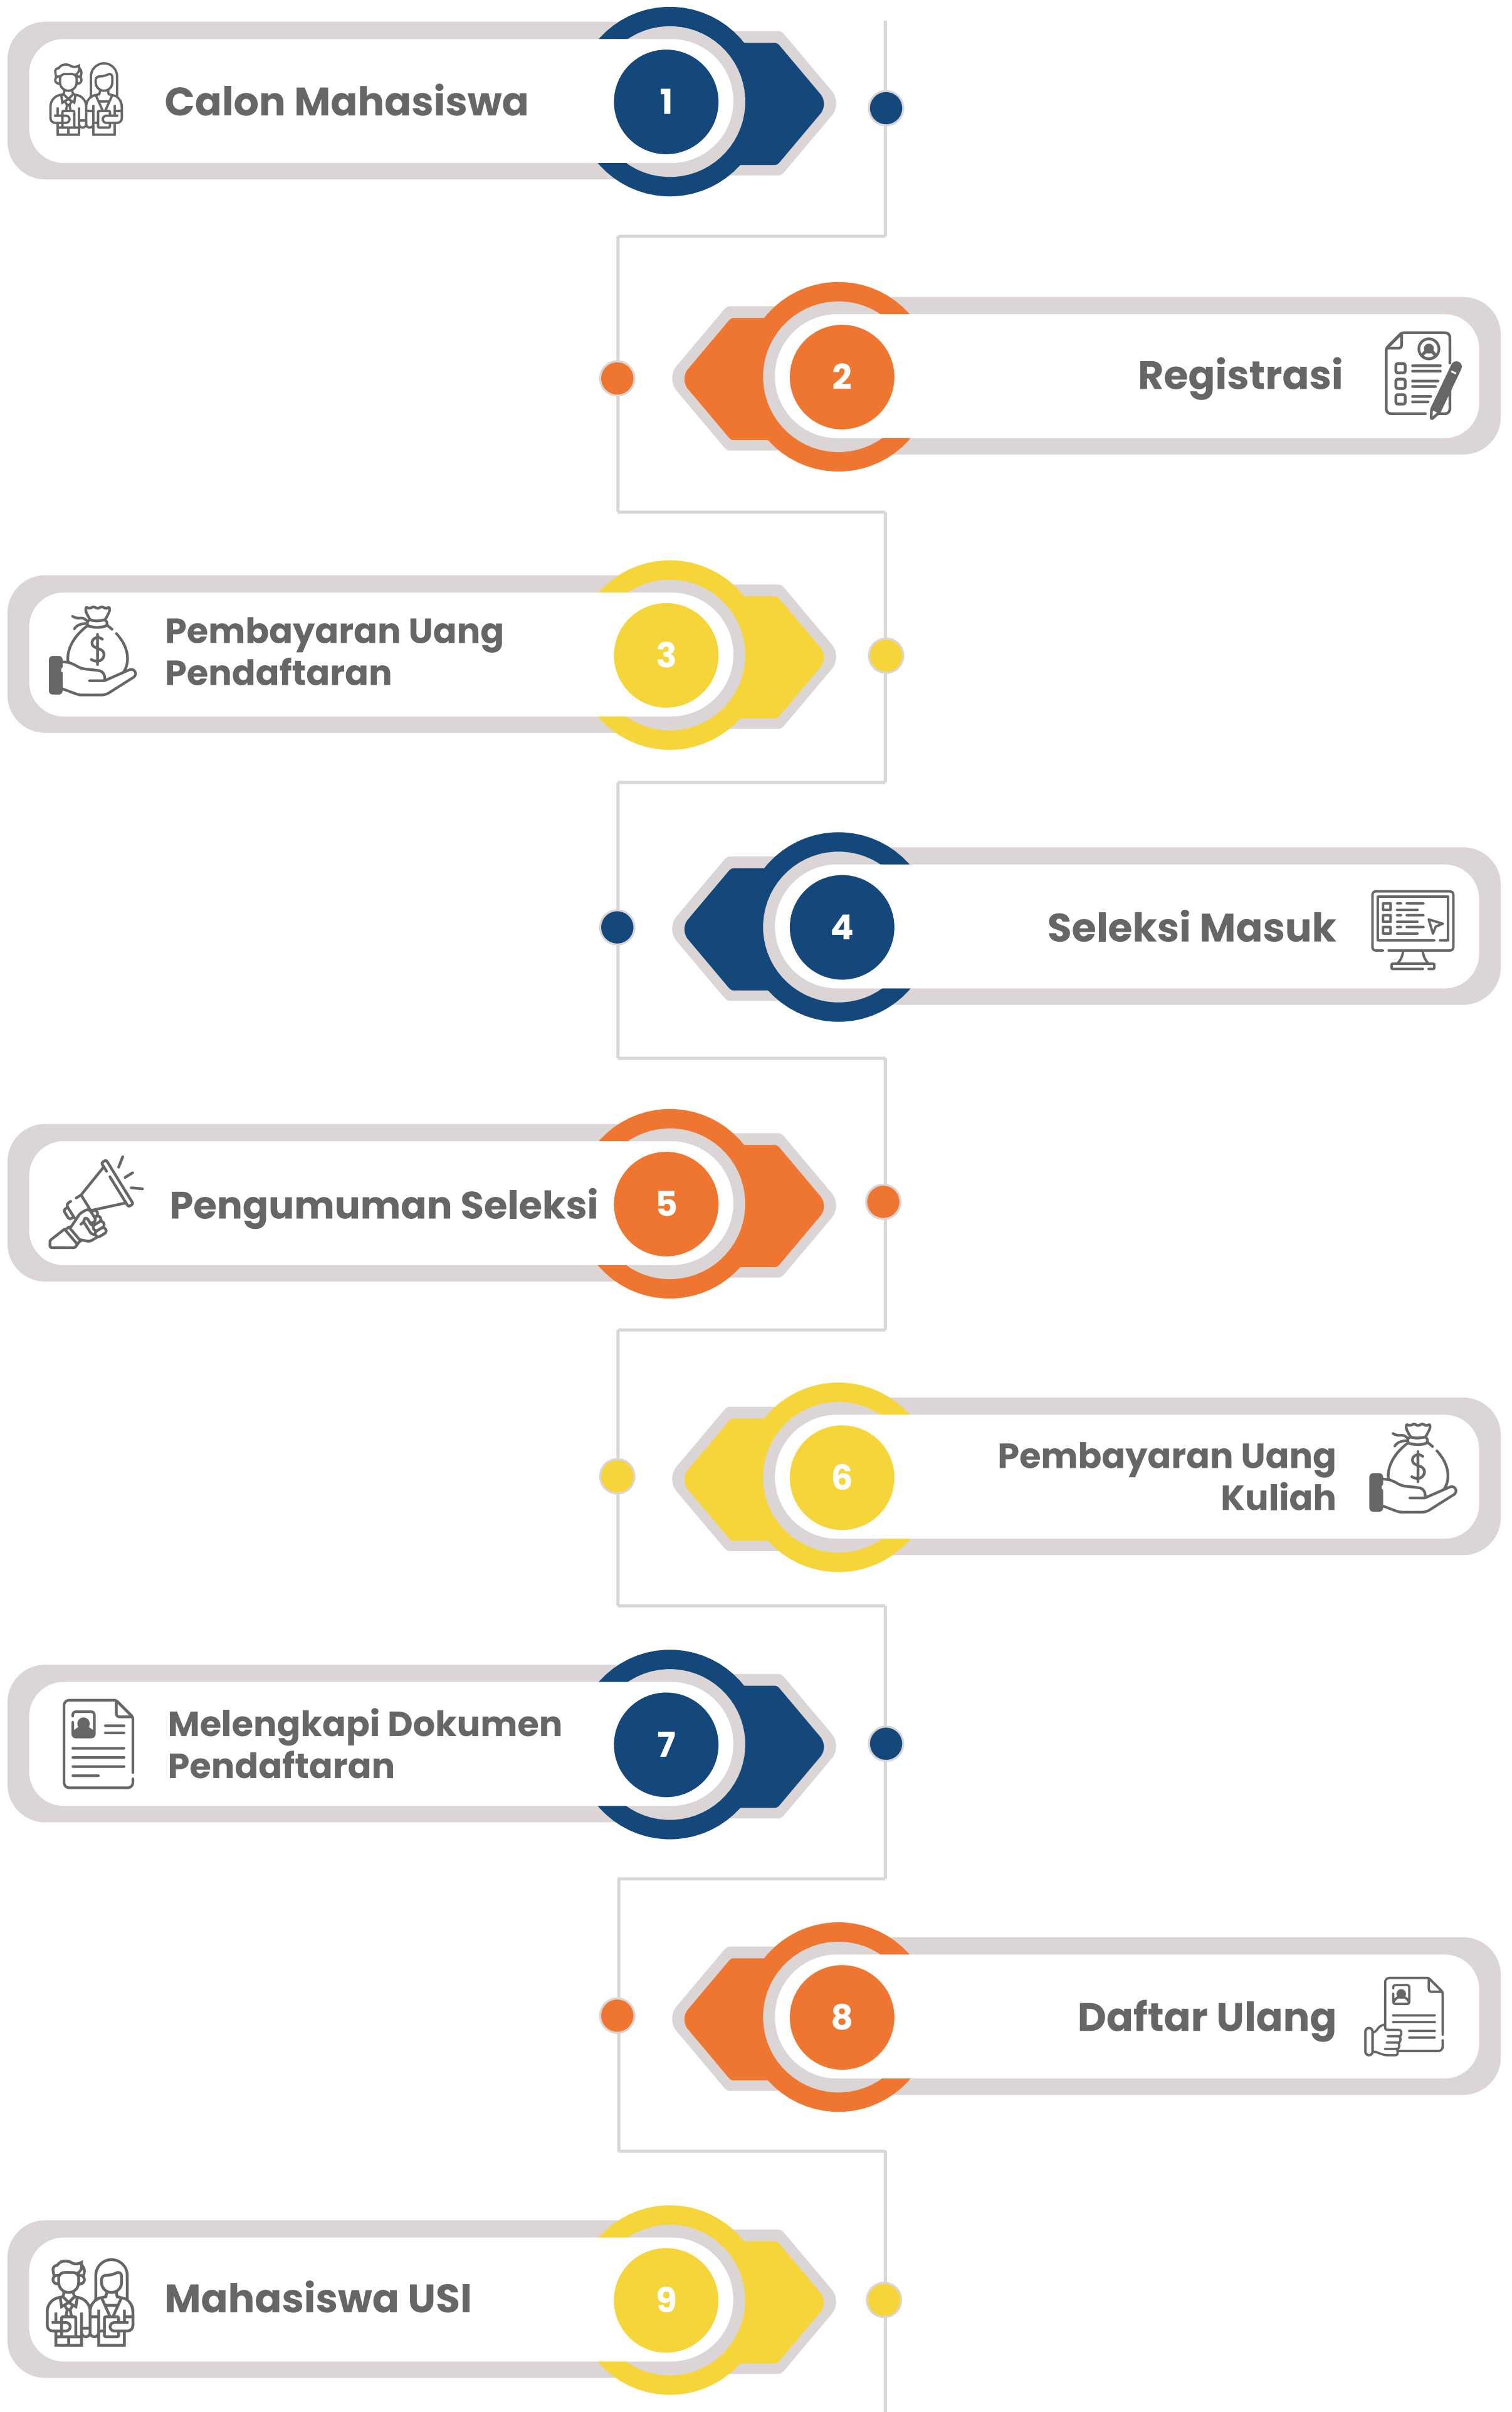 Calon Mahasiswa
1
2
Registrasi
Pembayaran Uang
Pendaftaran
3
4
Seleksi Masuk
Pengumuman Seleksi
5
6
Pembayaran Uang
Kuliah
Melengkapi Dokumen
Pendaftaran
7
8
Daftar Ulang
Mahasiswa USI
9